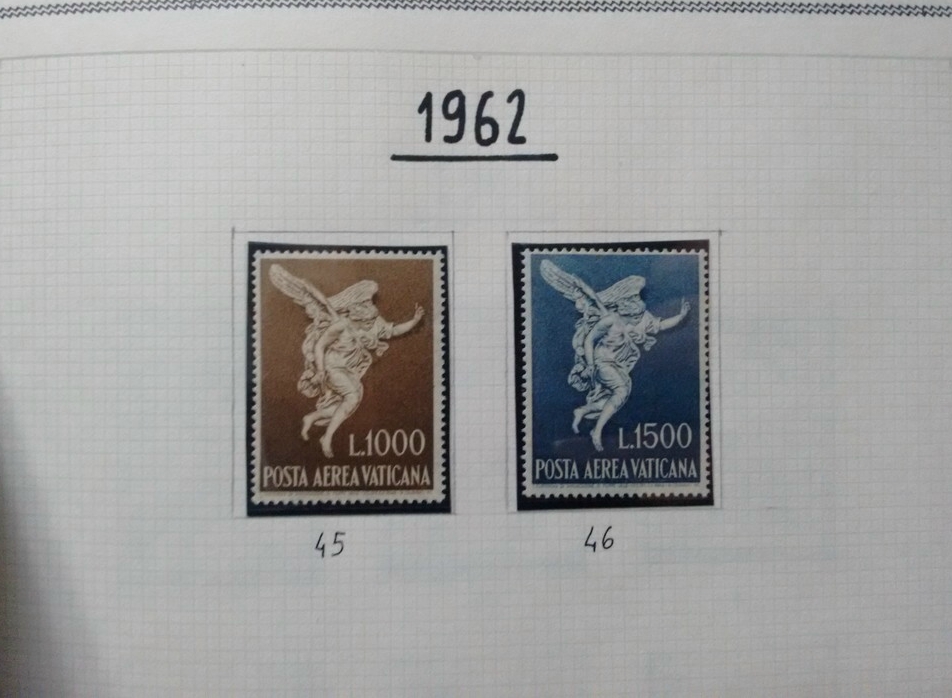 1962
L.1000
POSTA AEREA VATICANA
L.1500
POSTA AEREA VATICANA
45
46